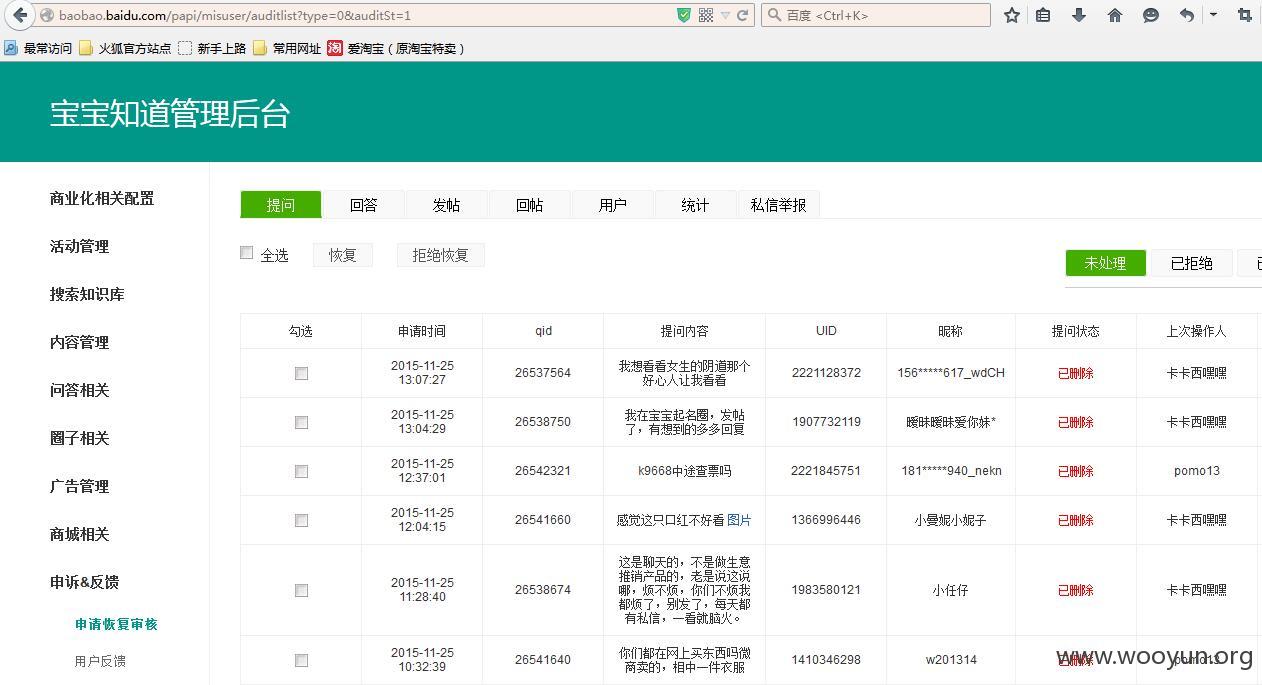 baobao.baidu.com/papi/misuser/auditlist?type=0&auditSt=1
百度 <Ctrl+K>
最常访问 火狐官方站点 新手上路 常用网址 淘 爱淘宝（原淘宝特卖）
宝宝知道管理后台
商业化相关配置
活动管理
搜索知识库
内容管理
问答相关
圈子相关
广告管理
商城相关
申诉&反馈
申请恢复审核
用户反馈
提问 回答 发帖 回帖 用户 统计 私信举报
全选 恢复 拒绝恢复
未处理 已拒绝
勾选 申请时间 qid 提问内容 UID 昵称 提问状态 上次操作人
2015-11-25
13:07:27
26537564
我想看看女生的阴道那个
好心人让我看看
2221128372 156*****617_wdCH 已删除 卡卡西嘿嘿
2015-11-25
13:04:29
26538750
我在宝宝起名圈，发帖
了，有想到的多多回复
1907732119 暧昧暧昧爱你妹* 已删除 卡卡西嘿嘿
2015-11-25
12:37:01
26542321 k9668中途查票吗 2221845751 181*****940_nekn 已删除 pomo13
2015-11-25
12:04:15
26541660 感觉这只口红不好看 图片 1366996446 小曼妮小妮子 已删除 卡卡西嘿嘿
2015-11-25
11:28:40
26538674
这是聊天的，不是做生意
推销产品的，老是说这说
哪，烦不烦，你们不烦我
都烦了，别发了，每天都
有私信，一看就脑火。
1983580121 小任仔 已删除 卡卡西嘿嘿
2015-11-25
10:32:39
26541640
你们都在网上买东西吗微
商卖的，相中一件衣服
1410346298 w201314 已删除
www.wooyun.org